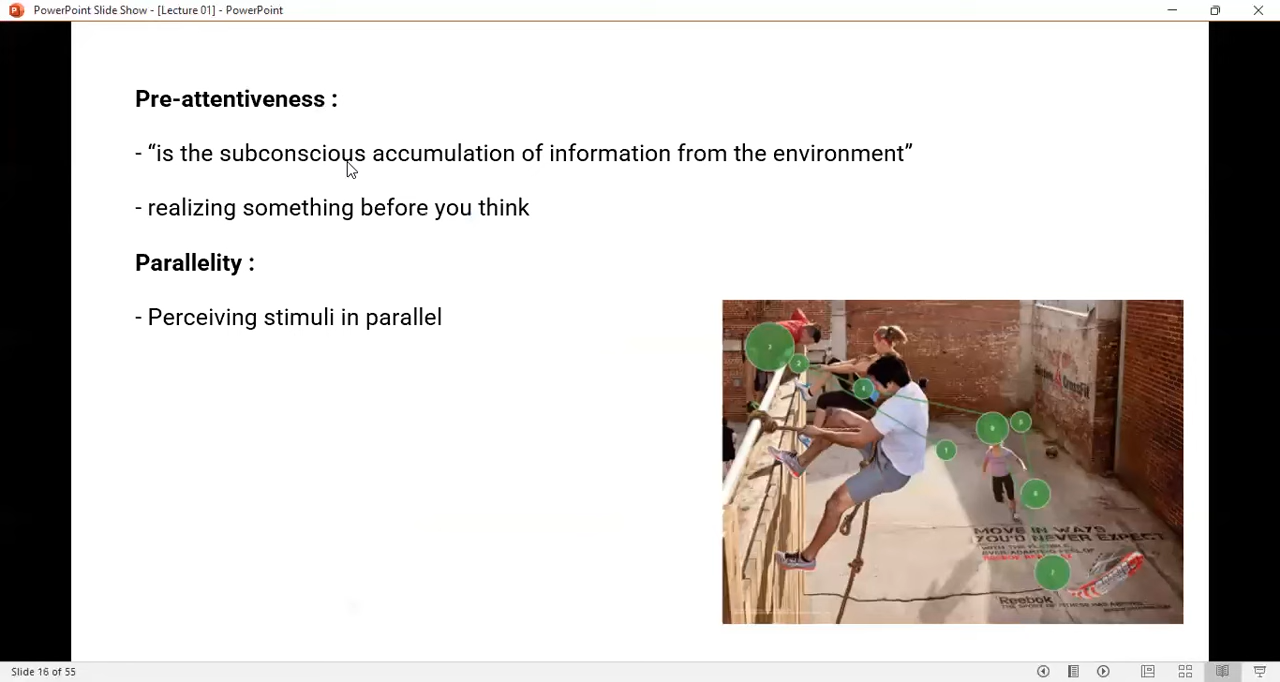 PowerPoint Slide Show - [Lecture 01] - PowerPoint
Pre-attentiveness :
- “is the subconscious accumulation of information from the environment”
- realizing something before you think
Parallelity :
- Perceiving stimuli in parallel
MOVE IN WAYS
YOU'D NEVER EXPECT
Reebok
Slide 16 of 55